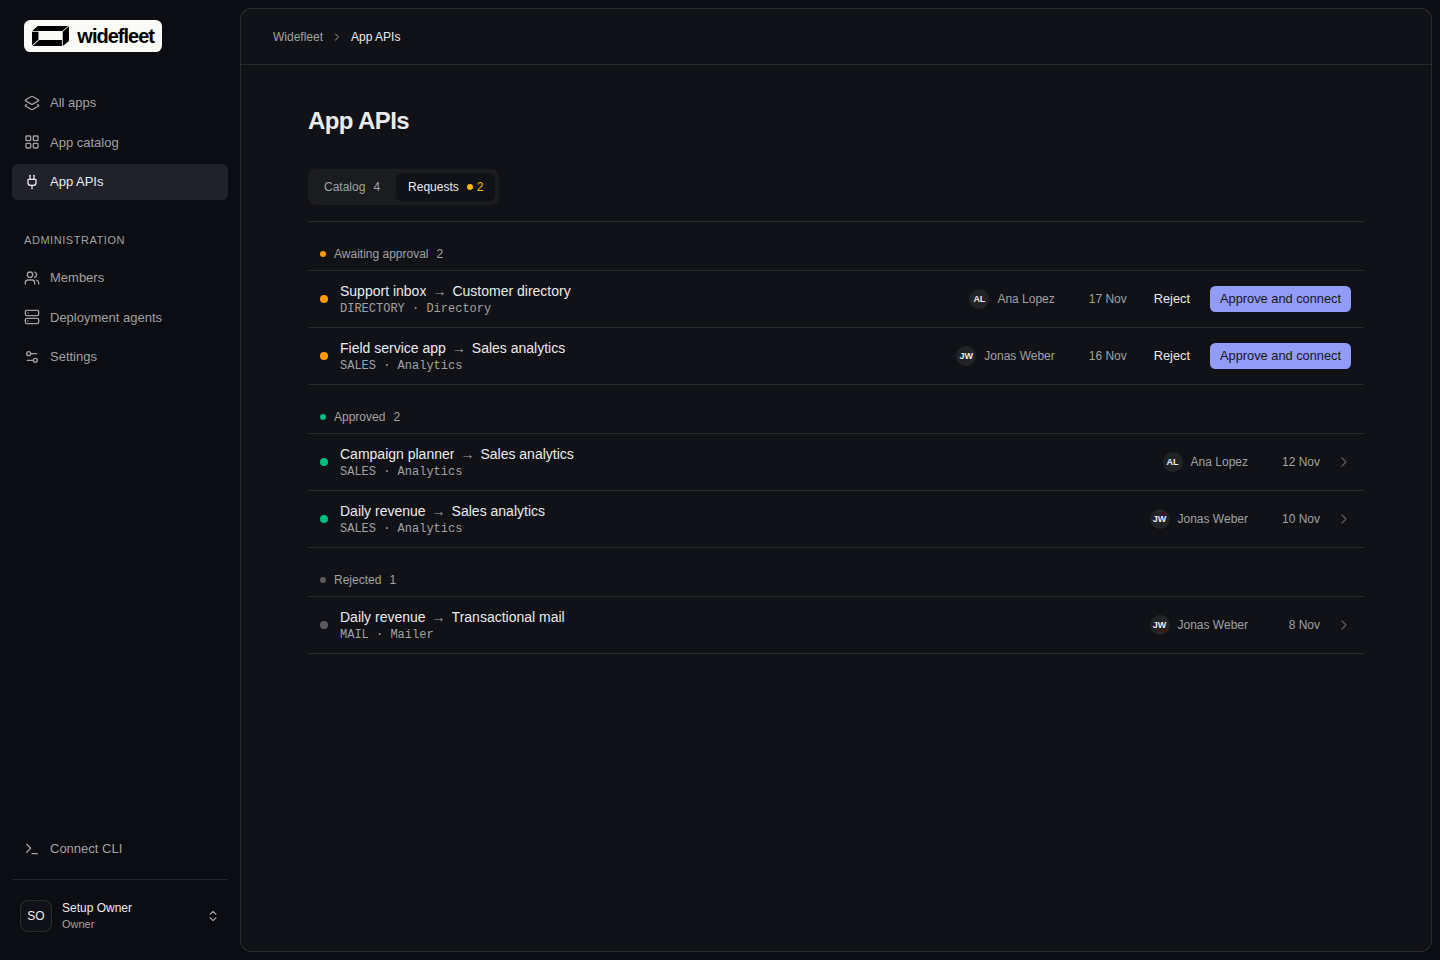 widefleet
All apps
App catalog
App APIs
ADMINISTRATION
Members
Deployment agents
Settings
Connect CLI
SO
Setup Owner
Owner
Widefleet > App APIs
App APIs
Catalog 4 Requests 2
Awaiting approval 2
Support inbox → Customer directory
DIRECTORY · Directory
AL Ana Lopez 17 Nov Reject Approve and connect
Field service app → Sales analytics
SALES · Analytics
JW Jonas Weber 16 Nov Reject Approve and connect
Approved 2
Campaign planner → Sales analytics
SALES · Analytics
AL Ana Lopez 12 Nov
Daily revenue → Sales analytics
SALES · Analytics
JW Jonas Weber 10 Nov
Rejected 1
Daily revenue → Transactional mail
MAIL · Mailer
JW Jonas Weber 8 Nov